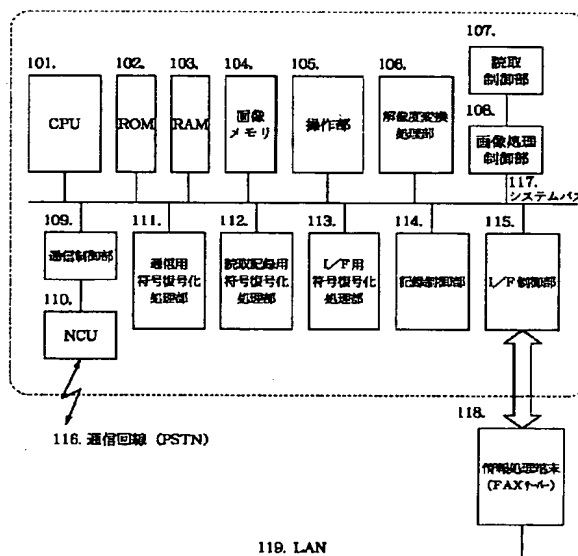 101.
102.
103.
104.
105.
106.
107.
CPU
ROM
RAM
画像
メモリ
操作部
解像度変換
処理部
読取
制御部
108.
画像処理
制御部
117.
システムバス
109.
111.
112.
113.
114.
115.
通信制御部
通信用
符号復号化
処理部
読取記録用
符号復号化
処理部
I/F用
符号復号化
処理部
記録制御部
I/F制御部
110.
NCU
116. 通信回線 (PSTN)
118.
情報処理端末
(FAXサーバー)
119. LAN